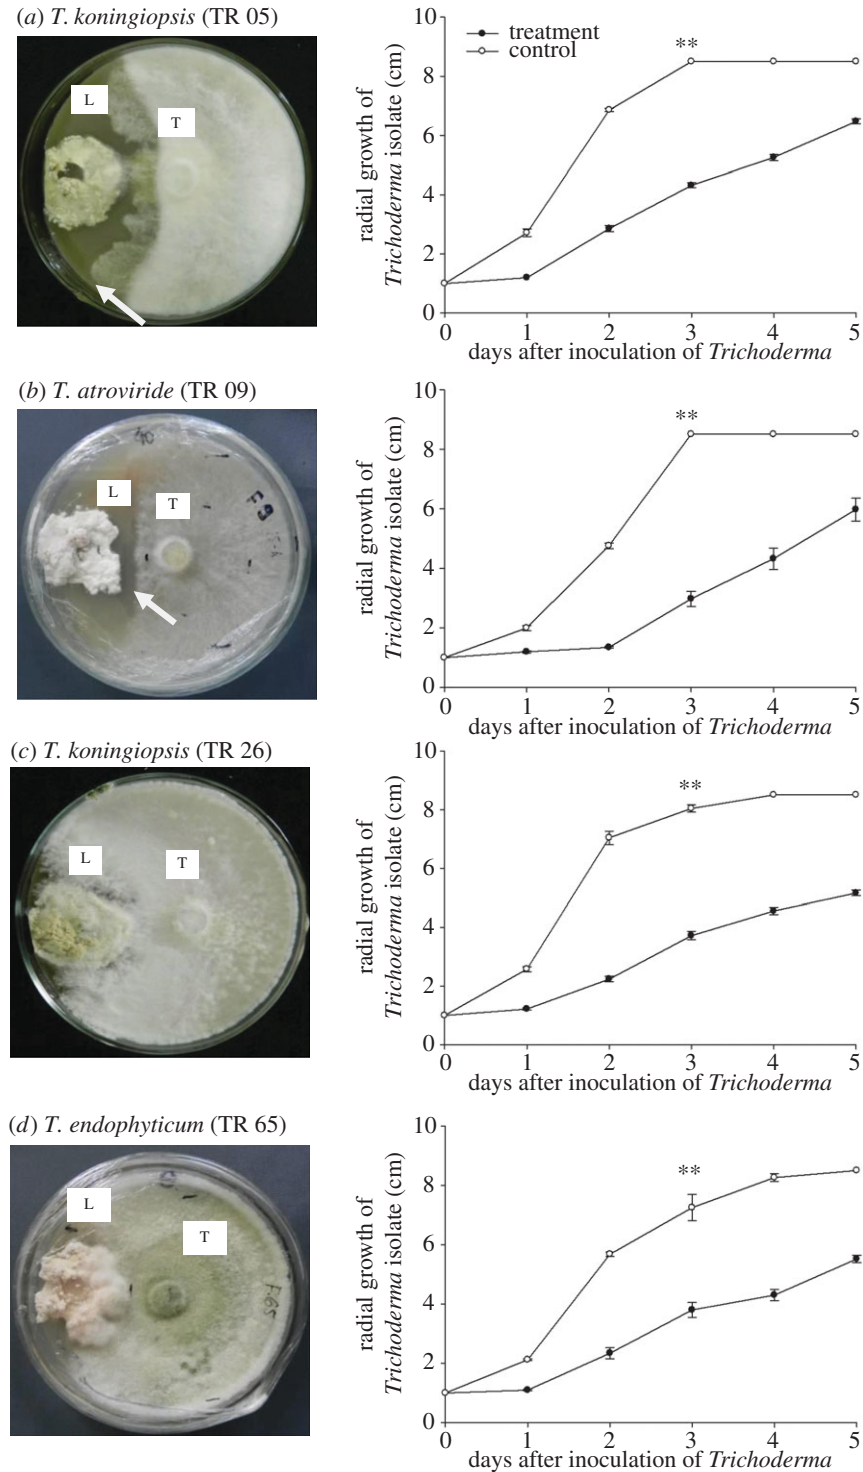 (a) T. koningiopsis (TR 05)
L
T
treatment
control
**
10
8
6
4
2
0
radial growth of
Trichoderma isolate (cm)
0 1 2 3 4 5
days after inoculation of Trichoderma
(b) T. atroviride (TR 09)
L
T
F9
**
10
8
6
4
2
0
radial growth of
Trichoderma isolate (cm)
0 1 2 3 4 5
days after inoculation of Trichoderma
(c) T. koningiopsis (TR 26)
L
T
**
10
8
6
4
2
0
radial growth of
Trichoderma isolate (cm)
0 1 2 3 4 5
days after inoculation of Trichoderma
(d) T. endophyticum (TR 65)
L
T
F.65
**
10
8
6
4
2
0
radial growth of
Trichoderma isolate (cm)
0 1 2 3 4 5
days after inoculation of Trichoderma